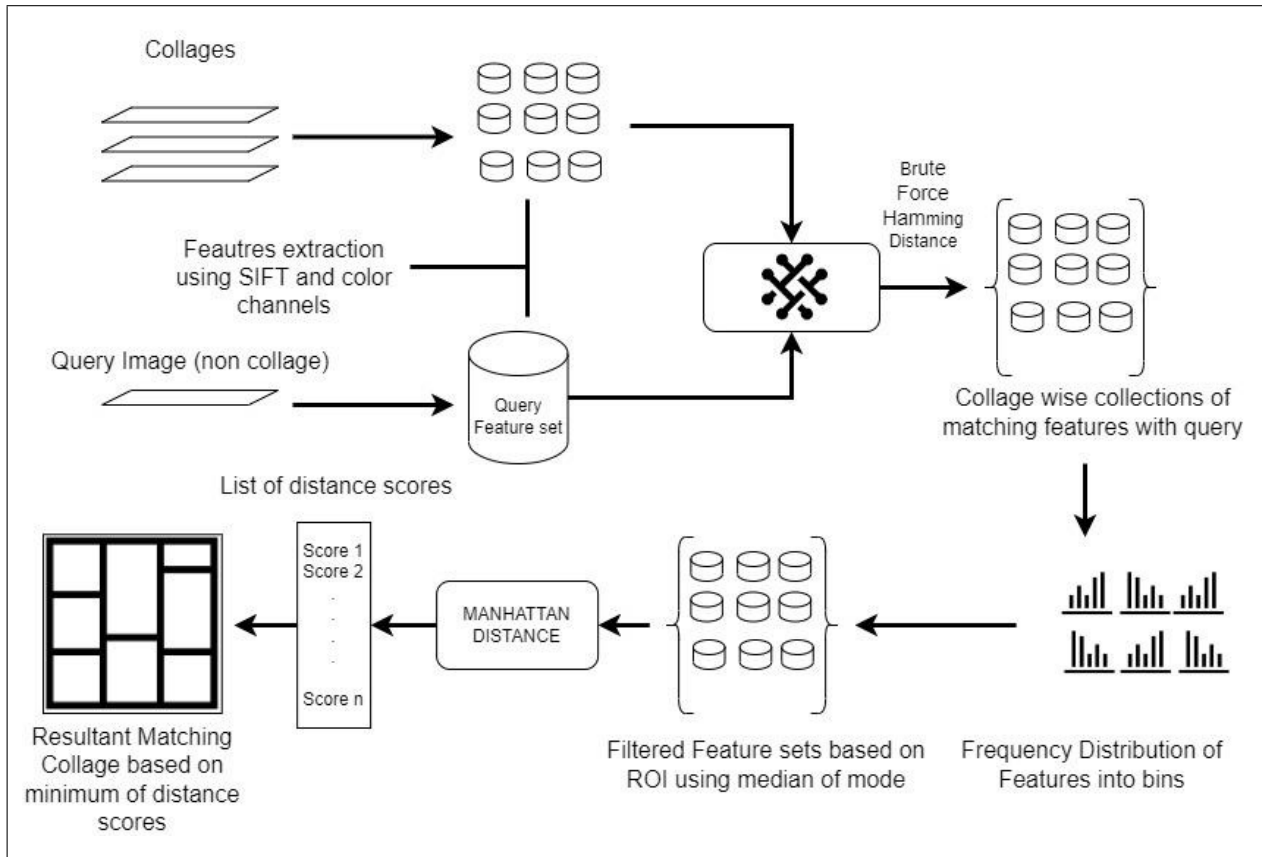 Collages
Feautres extraction
using SIFT and color
channels
Query Image (non collage)
Query
Feature set
Brute
Force
Hamming
Distance
Collage wise collections of
matching features with query
List of distance scores
Score 1
Score 2
.
.
.
.
Score n
MANHATTAN
DISTANCE
Resultant Matching
Collage based on
minimum of distance
scores
Filtered Feature sets based on
ROI using median of mode
Frequency Distribution of
Features into bins